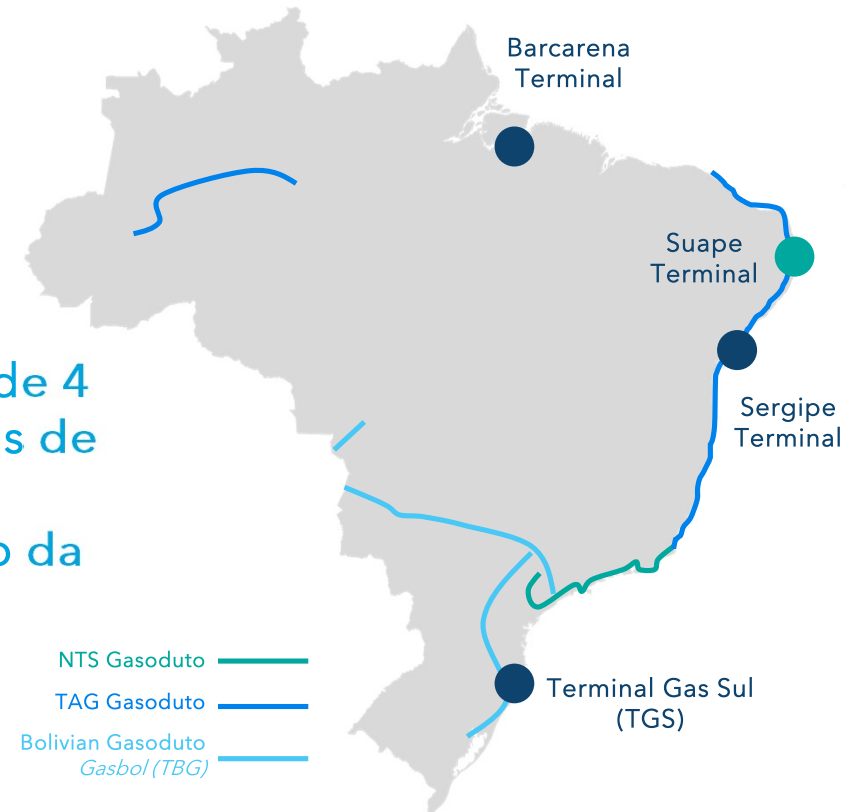 Barcarena
Terminal
Suape
Terminal
de 4
s de
Sergipe
Terminal
o da
NTS Gasoduto
TAG Gasoduto
Bolivian Gasoduto
Gasbol (TBG)
Terminal Gas Sul
(TGS)